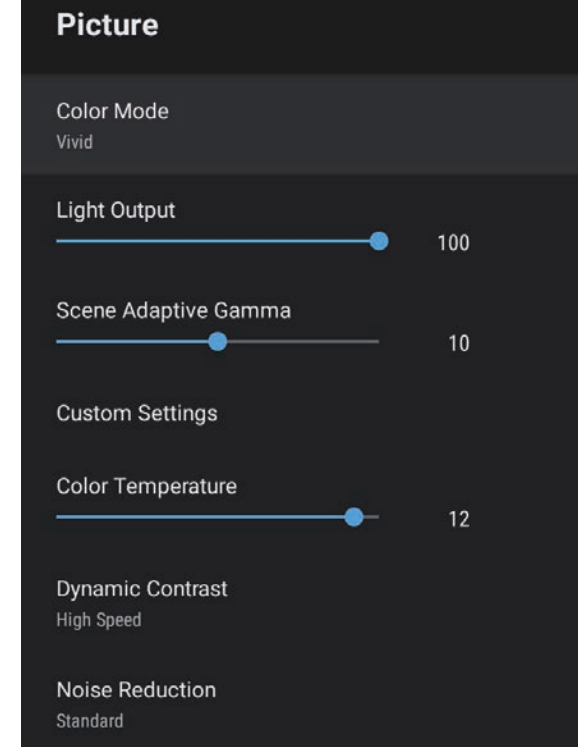 Picture
Color Mode
Vivid
Light Output
100
Scene Adaptive Gamma
10
Custom Settings
Color Temperature
12
Dynamic Contrast
High Speed
Noise Reduction
Standard